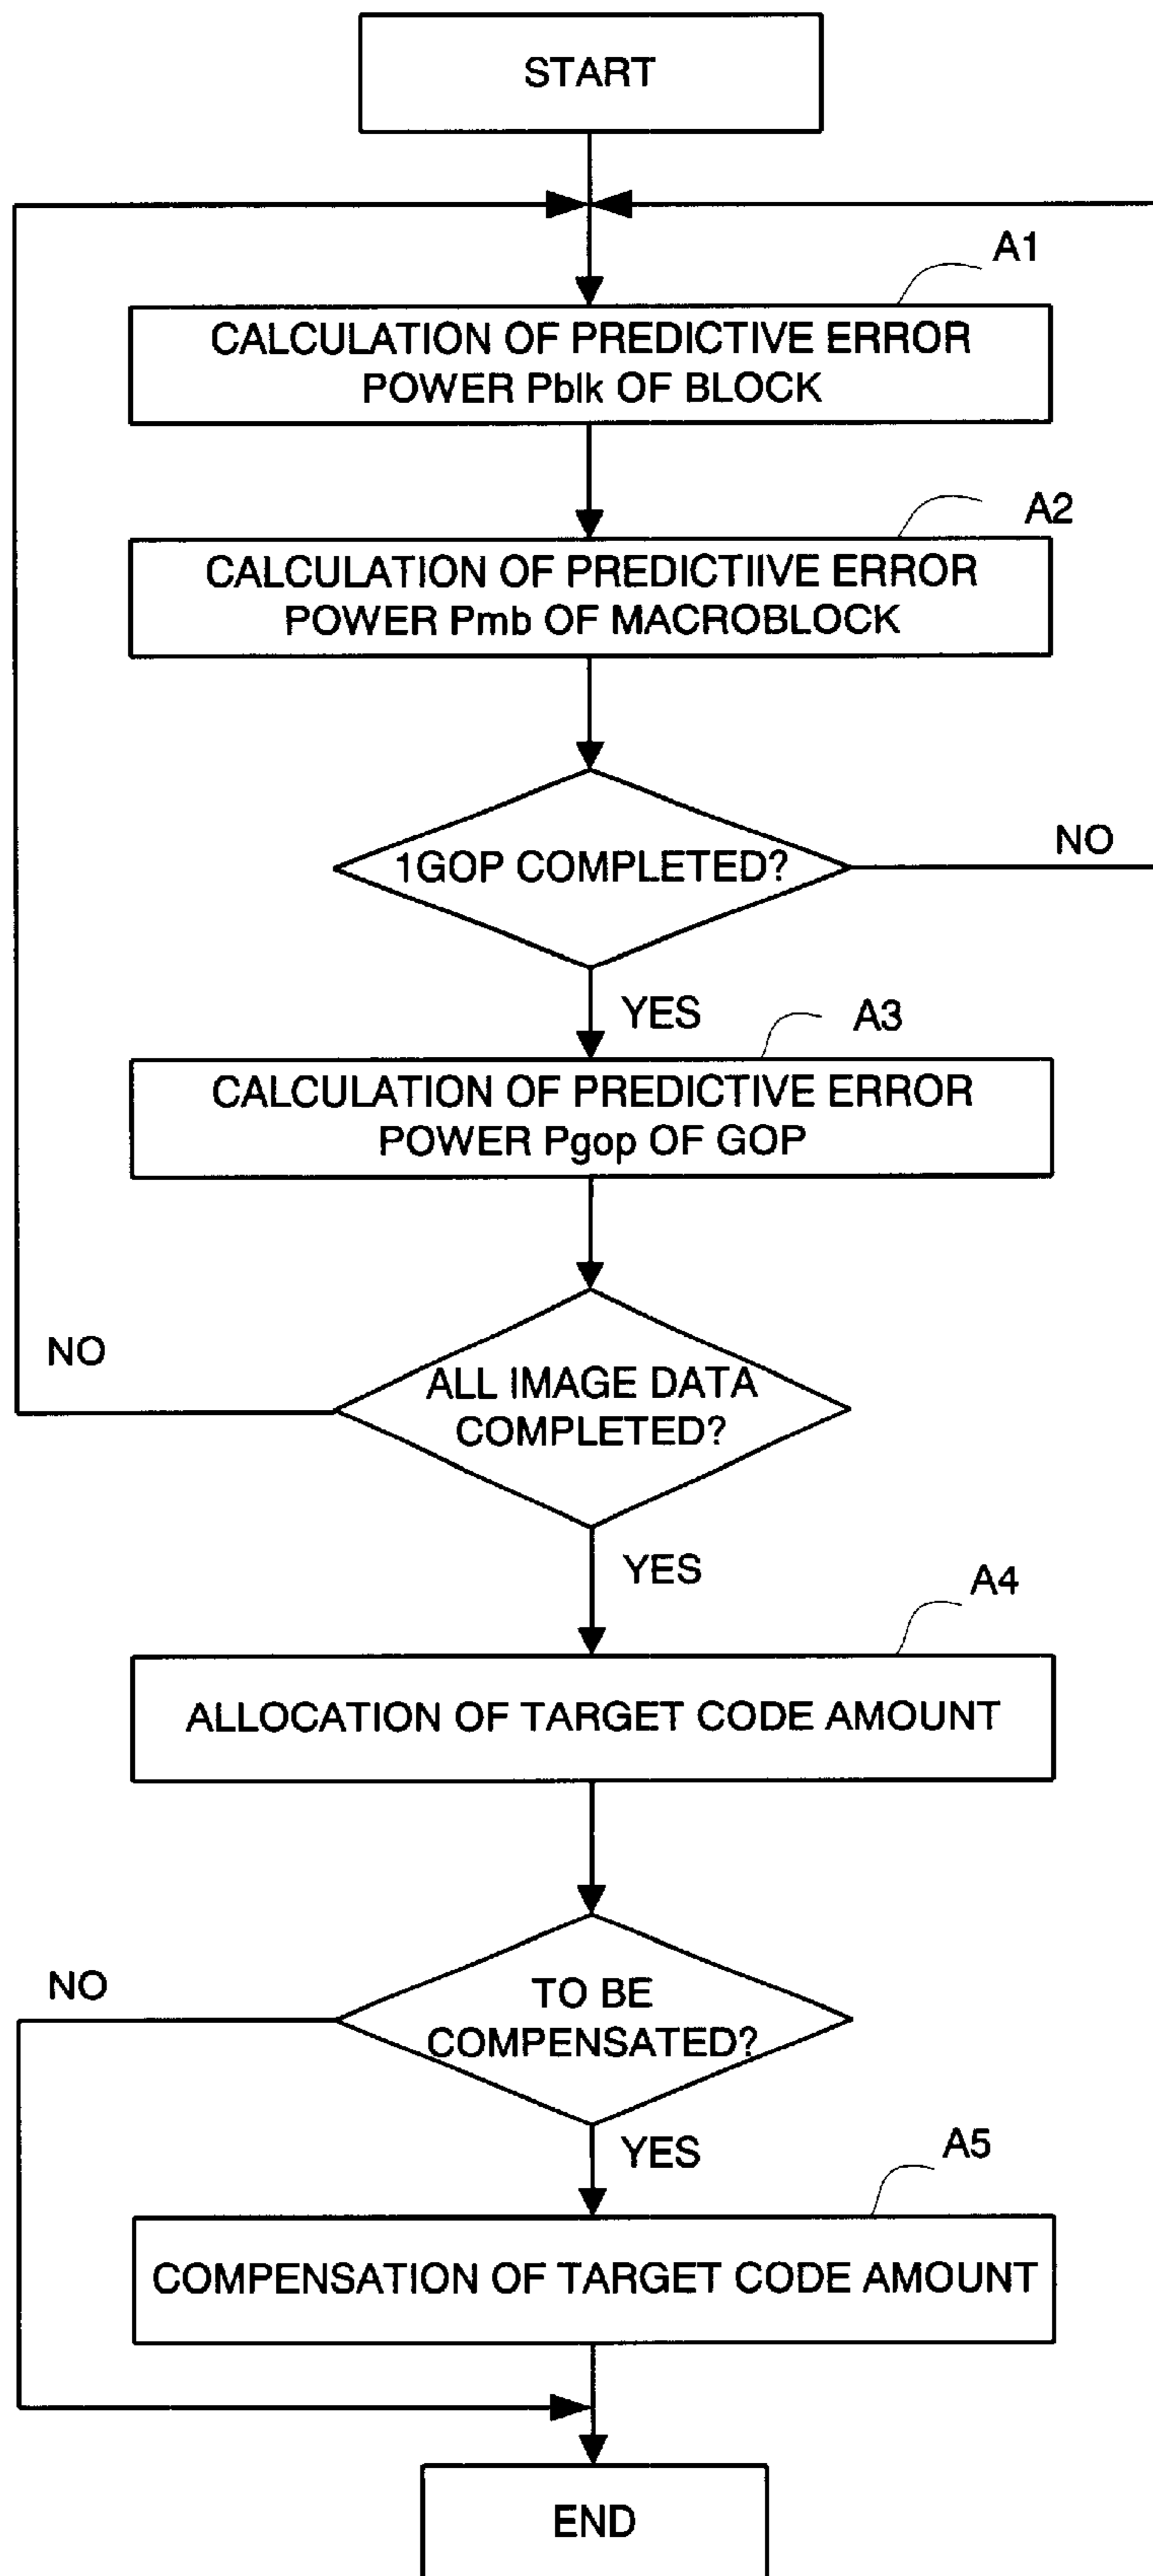 START
A1
CALCULATION OF PREDICTIVE ERROR
POWER Pblk OF BLOCK
A2
CALCULATION OF PREDICTIIVE ERROR
POWER Pmb OF MACROBLOCK
1GOP COMPLETED?
NO
YES
A3
CALCULATION OF PREDICTIVE ERROR
POWER Pgop OF GOP
NO
ALL IMAGE DATA
COMPLETED?
YES
A4
ALLOCATION OF TARGET CODE AMOUNT
NO
TO BE
COMPENSATED?
YES
A5
COMPENSATION OF TARGET CODE AMOUNT
END